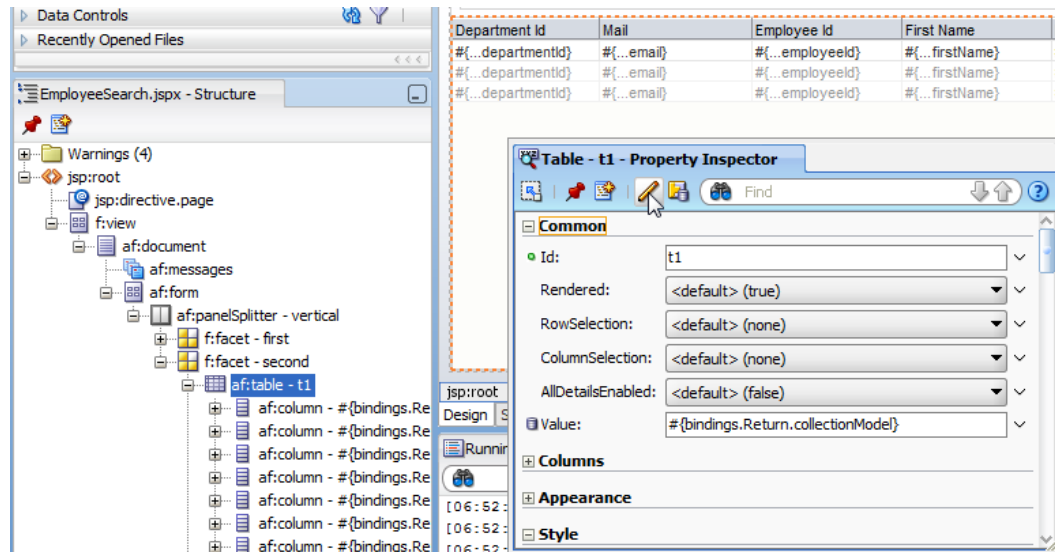 Data Controls
Recently Opened Files
EmployeeSearch.jspx - Structure
Warnings (4)
jsp:root
jsp:directive.page
f:view
af:document
af:messages
af:form
af:panelSplitter - vertical
f:facet - first
f:facet - second
af:table - t1
af:column - #{bindings.Re
af:column - #{bindings.Re
af:column - #{bindings.Re
af:column - #{bindings.Re
af:column - #{bindings.Re
af:column - #{bindings.Re
af:column - #{bindings.Re
Department Id Mail Employee Id First Name
#{...departmentId} #{...email} #{...employeeId} #{...firstName}
#{...departmentId} #{...email} #{...employeeId} #{...firstName}
#{...departmentId} #{...email} #{...employeeId} #{...firstName}
jsp:root
Design S
Runnin
[06:52:
[06:52:
[06:52:
Table - t1 - Property Inspector
Find
Common
Id: t1
Rendered: <default> (true)
RowSelection: <default> (none)
ColumnSelection: <default> (none)
AllDetailsEnabled: <default> (false)
Value: #{bindings.Return.collectionModel}
Columns
Appearance
Style